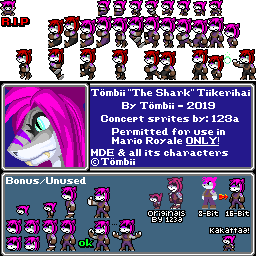 R.I.P
Tömbii "The Shark" Tiikerihai
By Tömbii - 2019
Concept sprites by: 123a
Permitted for use in
Mario Royale ONLY!
MDE & all its characters
©Tömbii
Bonus/Unused
Originals
By 123a
8-Bit
16-Bit
Kakattaa!
ok